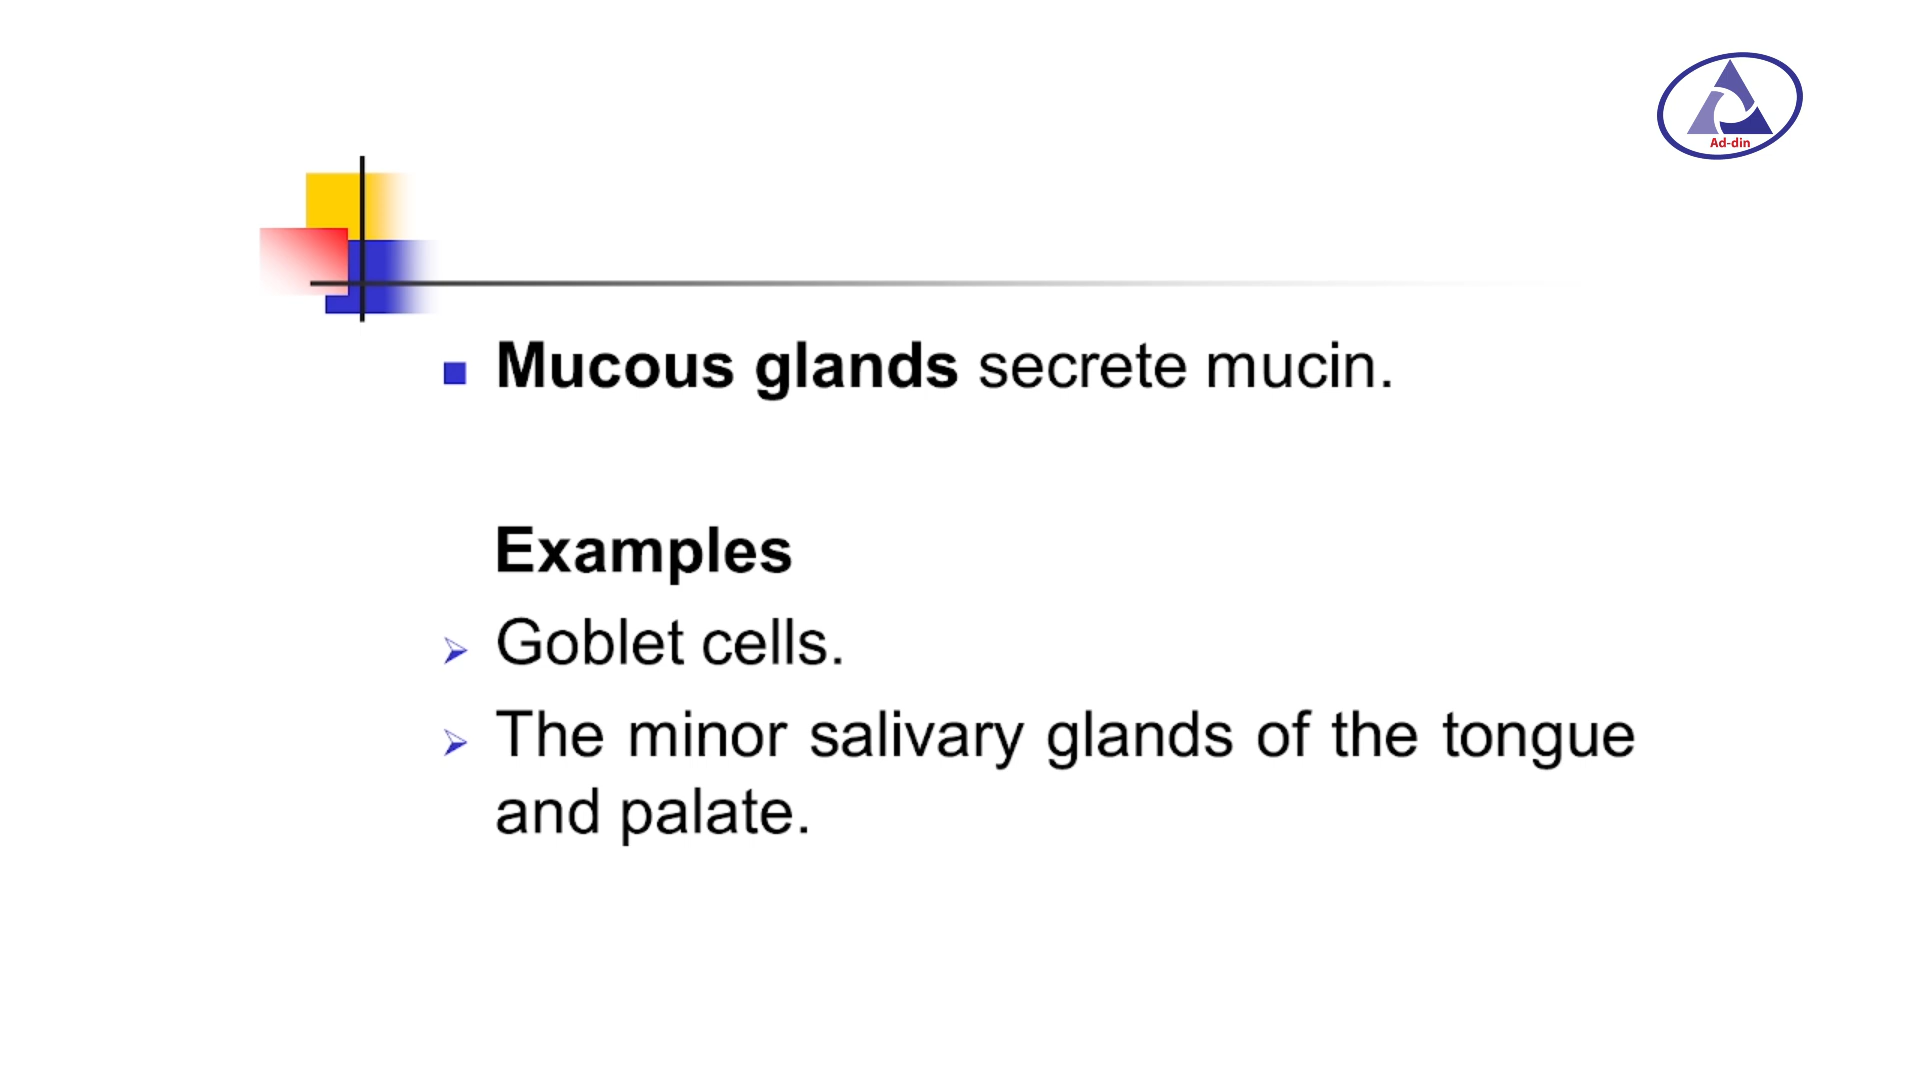 Ad-din
Mucous glands secrete mucin.
Examples
Goblet cells.
The minor salivary glands of the tongue
and palate.